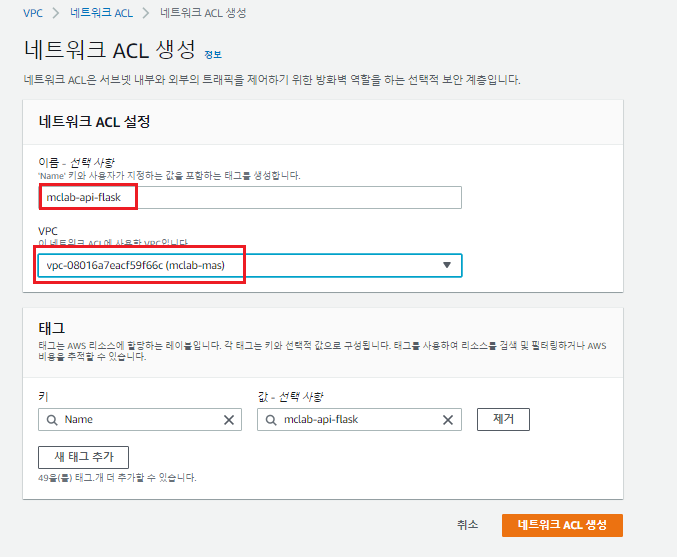 VPC > 네트워크 ACL > 네트워크 ACL 생성
네트워크 ACL 생성 정보
네트워크 ACL은 서브넷 내부와 외부의 트래픽을 제어하기 위한 방화벽 역할을 하는 선택적 보안 계층입니다.
네트워크 ACL 설정
이름 - 선택 사항
'Name' 키와 사용자가 지정하는 값을 포함하는 태그를 생성합니다.
mclab-api-flask
VPC
이 네트워크 ACL에 사용할 VPC입니다.
vpc-08016a7eacf59f66c (mclab-mas)
태그
태그는 AWS 리소스에 할당하는 레이블입니다. 각 태그는 키와 선택적 값으로 구성됩니다. 태그를 사용하여 리소스를 검색 및 필터링하거나 AWS
비용을 추적할 수 있습니다.
키 값 - 선택 사항
Name mclab-api-flask 제거
새 태그 추가
49을(를) 태그.개 더 추가할 수 있습니다.
취소 네트워크 ACL 생성